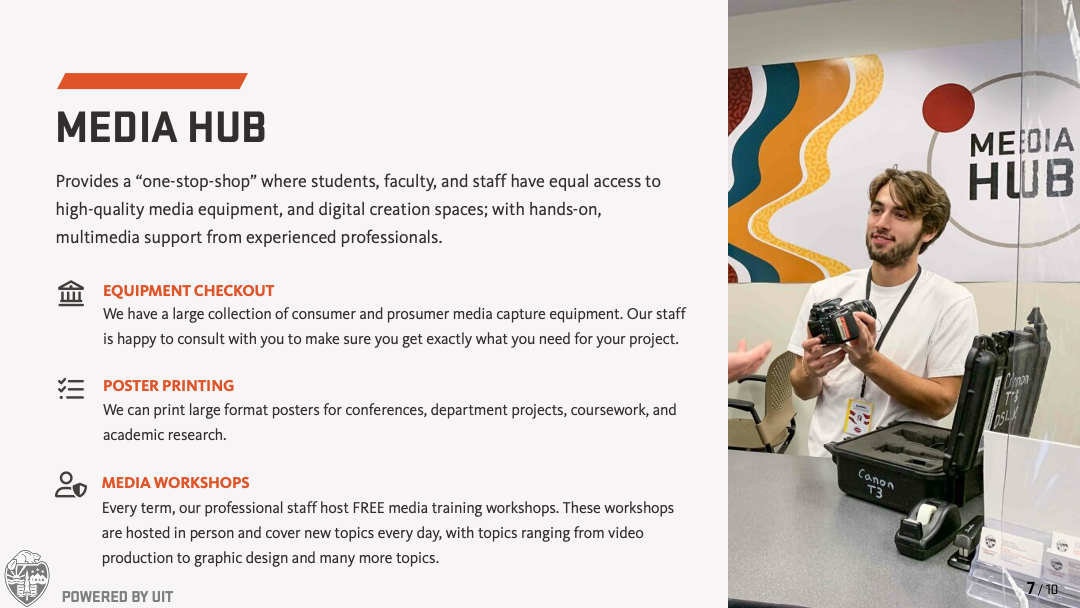 MEDIA HUB
Provides a “one-stop-shop” where students, faculty, and staff have equal access to
high-quality media equipment, and digital creation spaces; with hands-on,
multimedia support from experienced professionals.
EQUIPMENT CHECKOUT
We have a large collection of consumer and prosumer media capture equipment. Our staff
is happy to consult with you to make sure you get exactly what you need for your project.
POSTER PRINTING
We can print large format posters for conferences, department projects, coursework, and
academic research.
MEDIA WORKSHOPS
Every term, our professional staff host FREE media training workshops. These workshops
are hosted in person and cover new topics every day, with topics ranging from video
production to graphic design and many more topics.
POWERED BY UIT
MEDIA
HUB
Canon
T3
DSL
Canon
T3
7 / 10